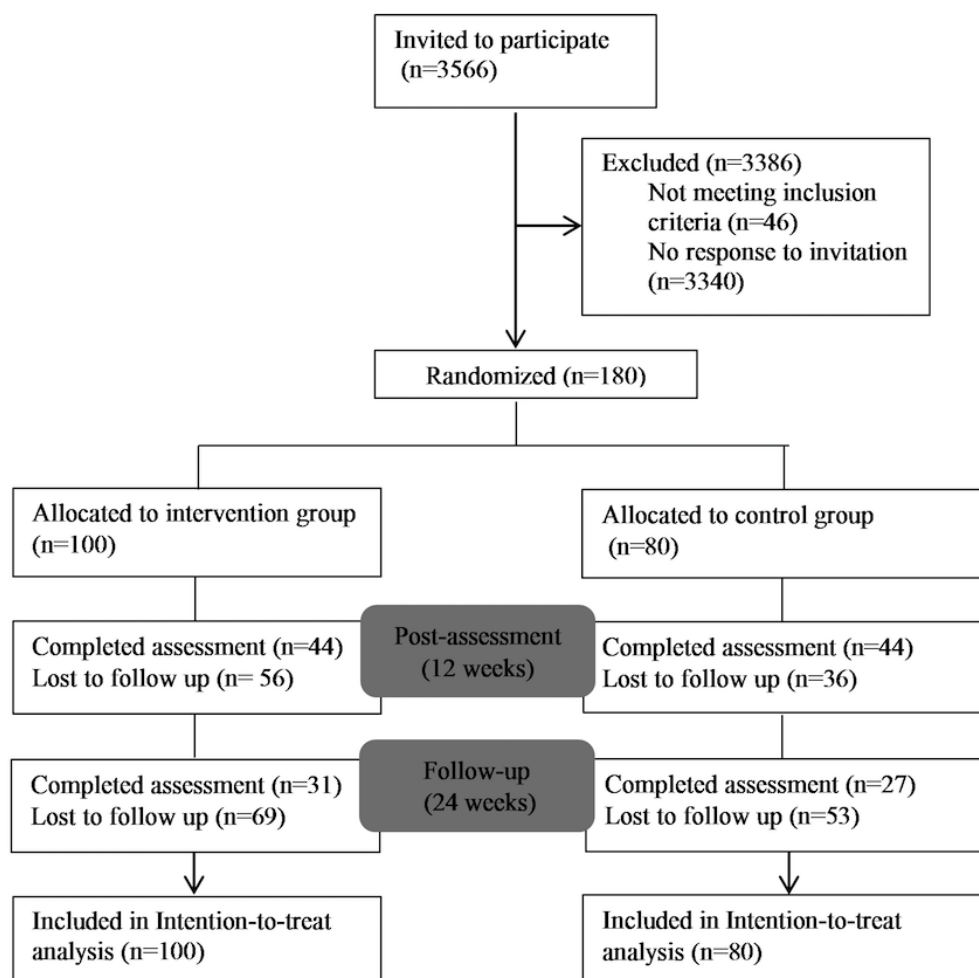 Invited to participate
(n=3566)
Excluded (n=3386)
Not meeting inclusion
criteria (n=46)
No response to invitation
(n=3340)
Randomized (n=180)
Allocated to intervention group
(n=100)
Allocated to control group
(n=80)
Completed assessment (n=44)
Lost to follow up (n= 56)
Post-assessment
(12 weeks)
Completed assessment (n=44)
Lost to follow up (n=36)
Completed assessment (n=31)
Lost to follow up (n=69)
Follow-up
(24 weeks)
Completed assessment (n=27)
Lost to follow up (n=53)
Included in Intention-to-treat
analysis (n=100)
Included in Intention-to-treat
analysis (n=80)